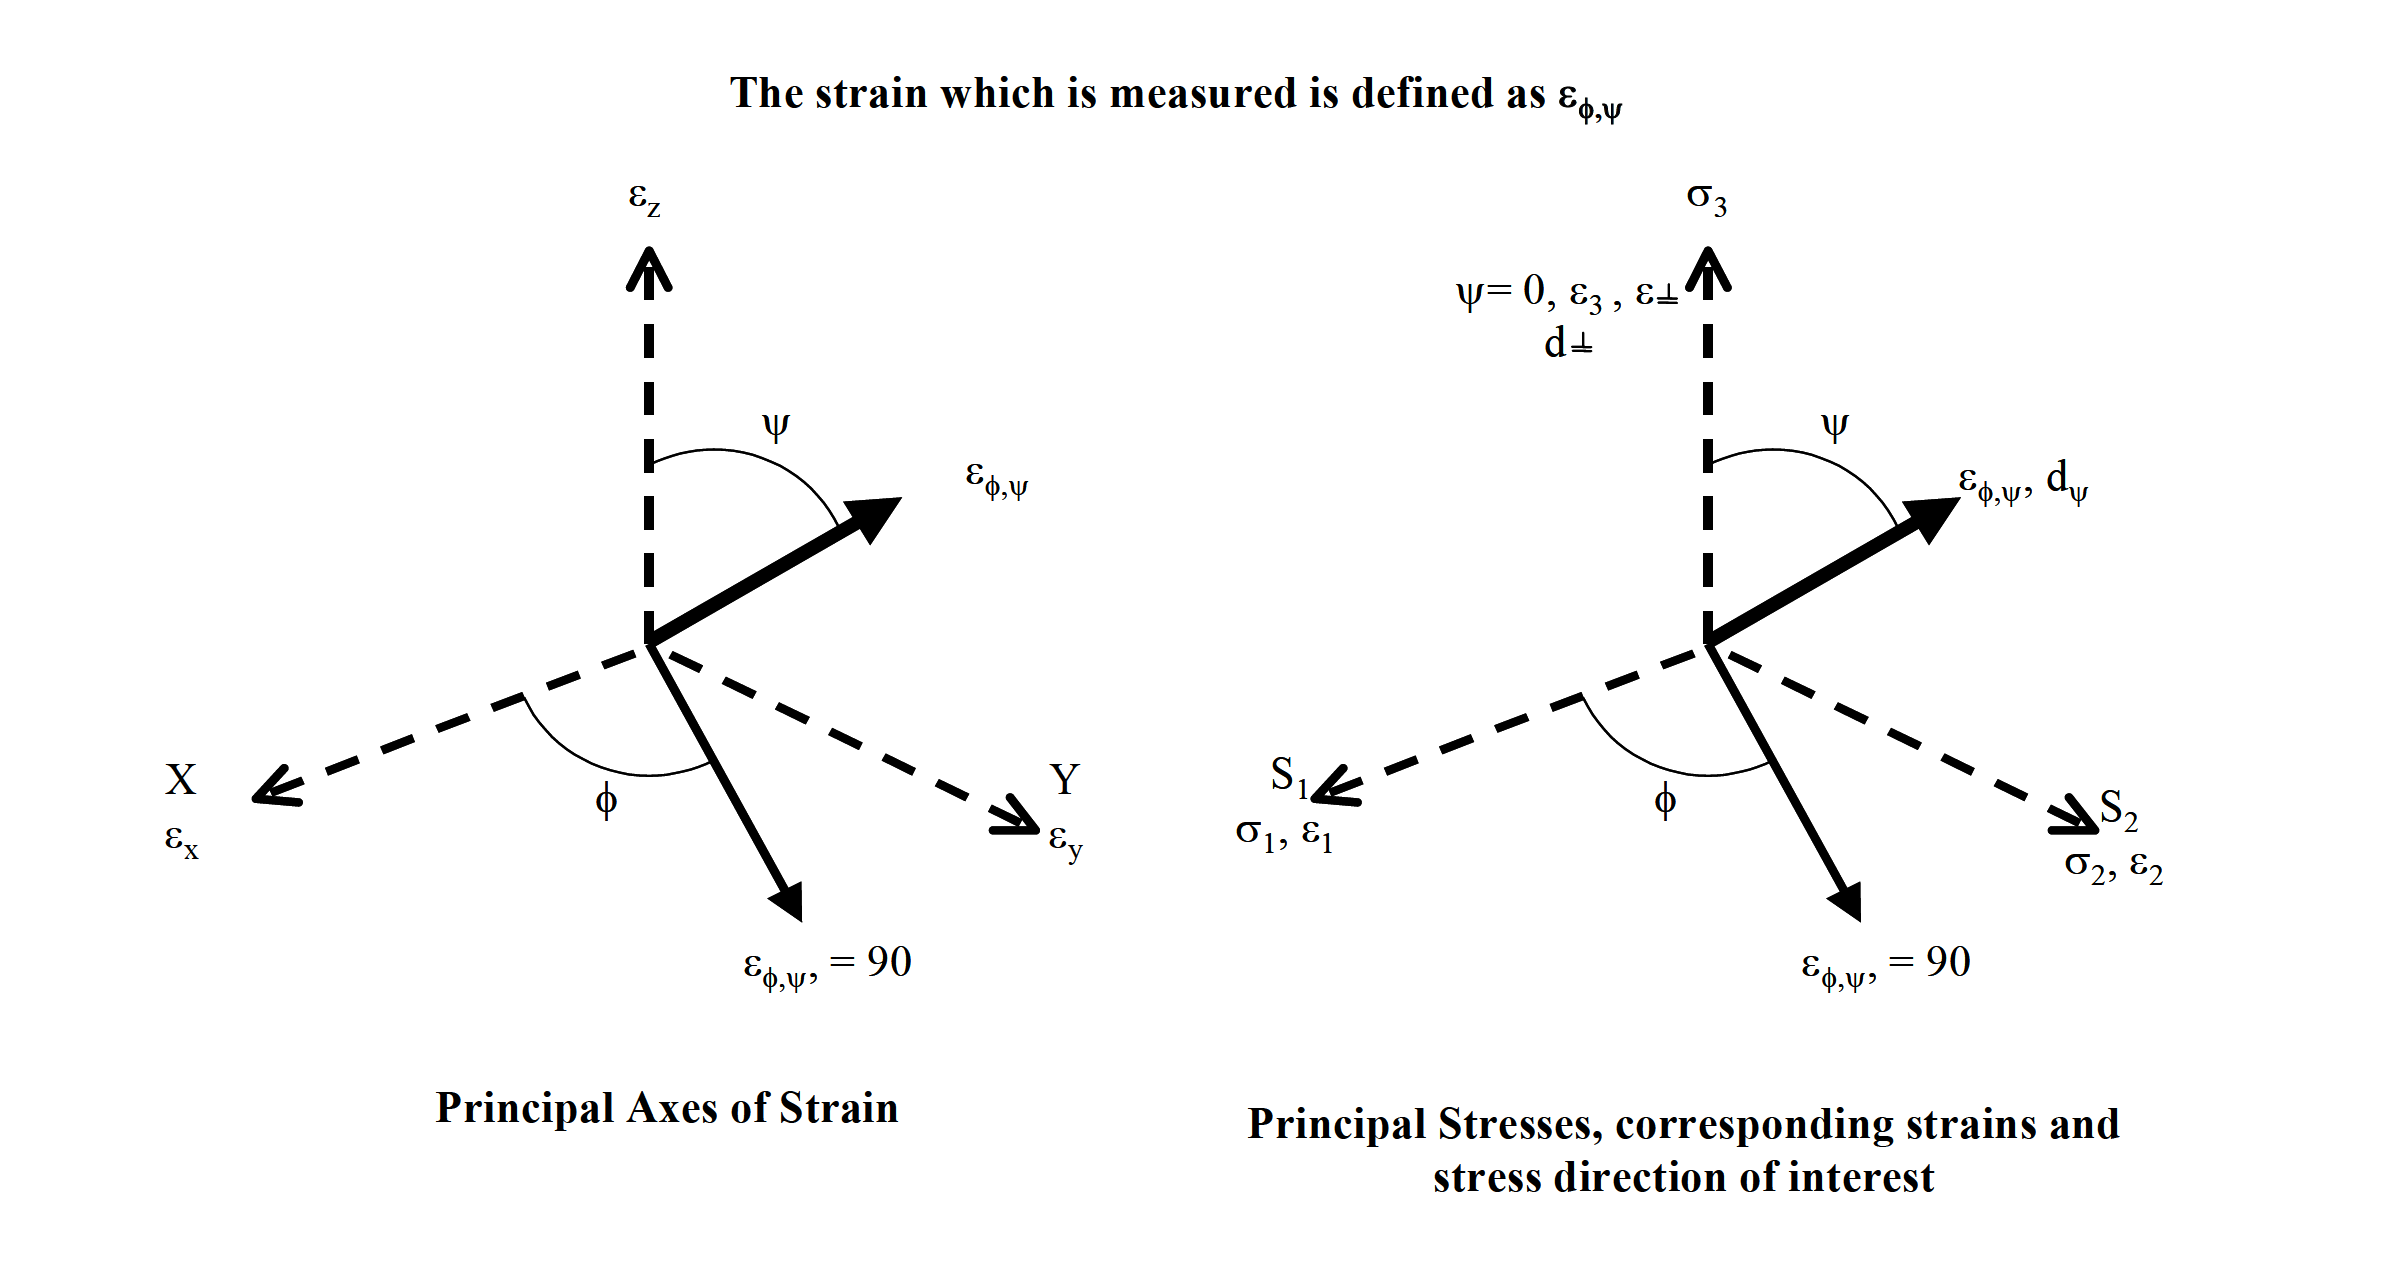 The strain which is measured is defined as εϕ,ψ
εz
ψ
εϕ,ψ
X
εx
ϕ
Y
εy
εϕ,ψ, = 90
Principal Axes of Strain
σ3
ψ= 0, ε3 , ε⊥
d⊥
ψ
εϕ,ψ, dψ
S1
σ1, ε1
ϕ
S2
σ2, ε2
εϕ,ψ, = 90
Principal Stresses, corresponding strains and
stress direction of interest